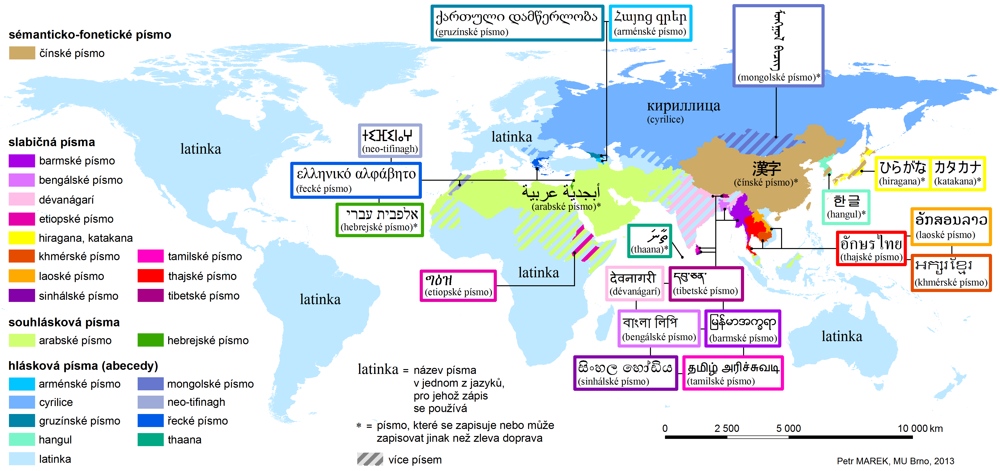 sémanticko-fonetické písmo
čínské písmo
slabičná písma
barmské písmo
bengálské písmo
dévanágarí
etiopské písmo
hiragana, katakana
khmérské písmo
laoské písmo
sinhálské písmo
tamilské písmo
thajské písmo
tibetské písmo
souhlásková písma
arabské písmo
hebrejské písmo
hlásková písma (abecedy)
arménské písmo
cyrilice
gruzínské písmo
hangul
latinka
mongolské písmo
neo-tifinagh
řecké písmo
thaana
ქართული დამწერლობა
(gruzínské písmo)
Հայոց գրեր
(arménské písmo)
(mongolské písmo)*
кириллица
(cyrilice)
latinka
latinka
latinka
latinka
latinka
ⵜⵉⴼⵉⵏⴰⵖ
(neo-tifinagh)
ελληνικό αλφάβητο
(řecké písmo)
אלפבית עברי
(hebrejské písmo)*
أبجدية عربية
(arabské písmo)*
漢字
(čínské písmo)*
ひらがな
(hiragana)*
カタカナ
(katakana)*
한글
(hangul)*
ອັກສອນລາວ
(laoské písmo)
อักษรไทย
(thajské písmo)
អក្សរខ្មែរ
(khmérské písmo)
ތާނަ
(thaana)*
ግዕዝ
(etiopské písmo)
देवनागरी
(dévanágarí)
དབུ་ཅན་
(tibetské písmo)
বাংলা লিপি
(bengálské písmo)
မြန်မာအက္ခရာ
(barmské písmo)
සිංහල හෝඩිය
(sinhálské písmo)
தமிழ் அரிச்சுவடி
(tamilské písmo)
latinka = název písma
v jednom z jazyků,
pro jehož zápis
se používá
* = písmo, které se zapisuje nebo může
zapisovat jinak než zleva doprava
více písem
0 2 500 5 000 10 000 km
Petr MAREK, MU Brno, 2013